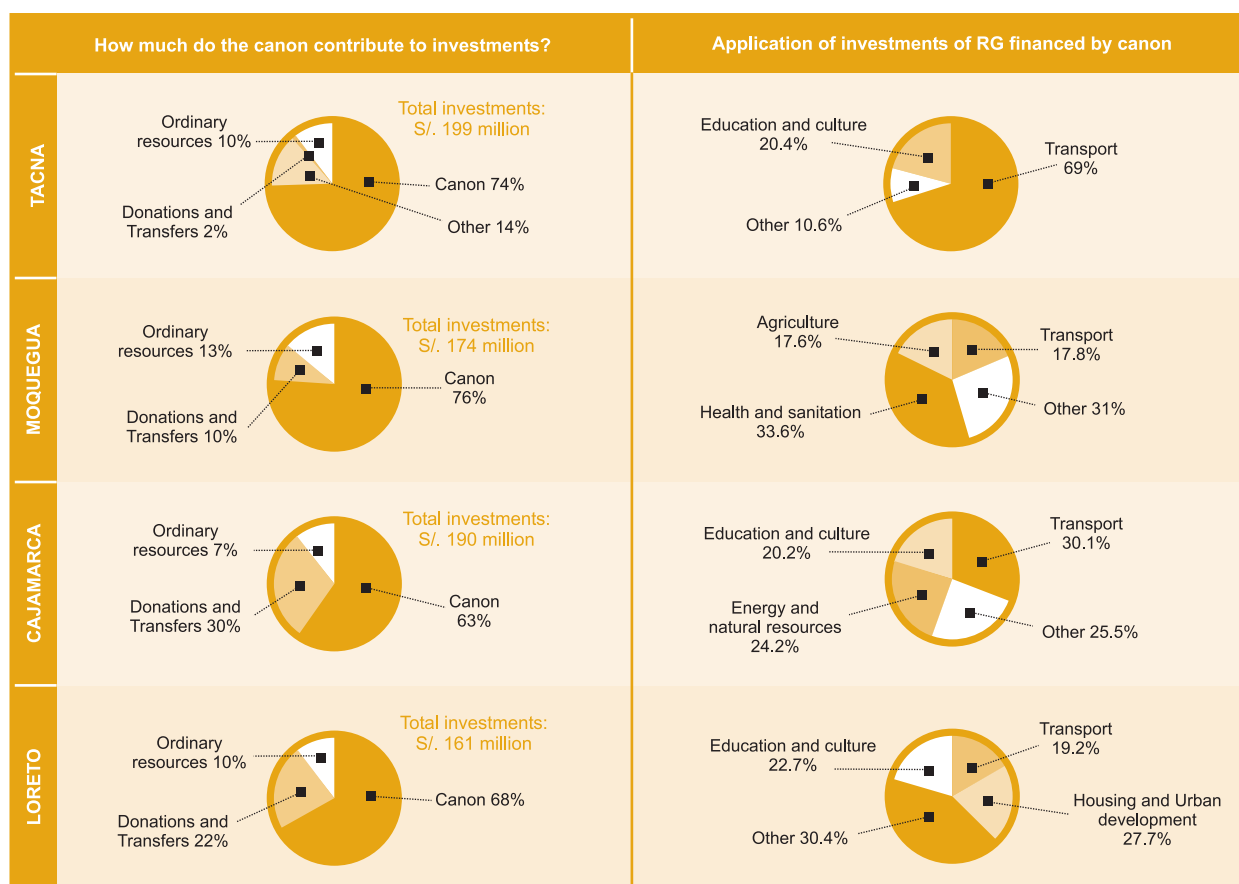 How much do the canon contribute to investments?
Application of investments of RG financed by canon
TACNA
Ordinary
resources 10%
Total investments:
S/. 199 million
Canon 74%
Donations and
Transfers 2%
Other 14%
Education and culture
20.4%
Transport
69%
Other 10.6%
MOQUEGUA
Ordinary
resources 13%
Total investments:
S/. 174 million
Canon
76%
Donations and
Transfers 10%
Agriculture
17.6%
Transport
17.8%
Health and sanitation
33.6%
Other 31%
CAJAMARCA
Ordinary
resources 7%
Total investments:
S/. 190 million
Donations and
Transfers 30%
Canon
63%
Education and culture
20.2%
Transport
30.1%
Energy and
natural resources
24.2%
Other 25.5%
LORETO
Ordinary
resources 10%
Total investments:
S/. 161 million
Canon 68%
Donations and
Transfers 22%
Education and culture
22.7%
Transport
19.2%
Other 30.4%
Housing and Urban
development
27.7%